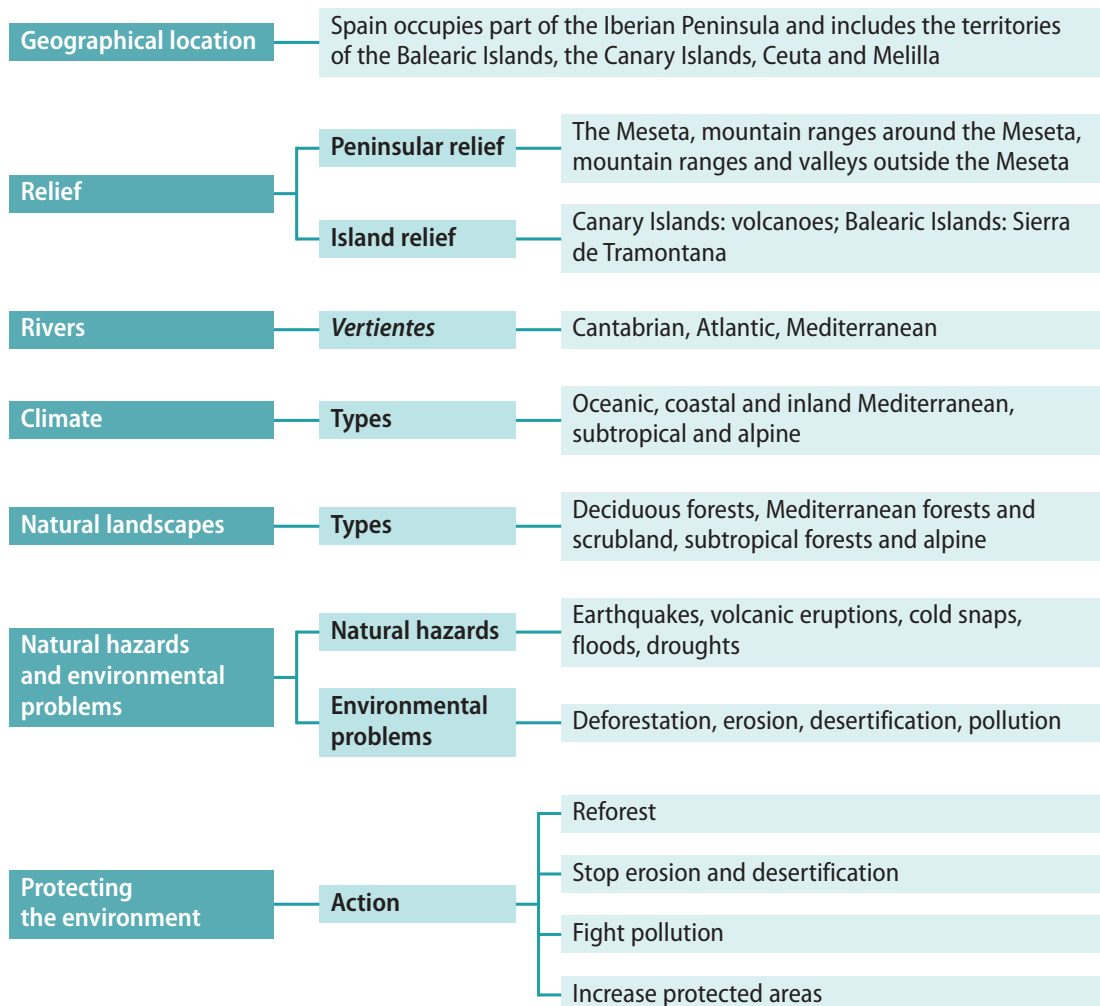 Geographical location
Spain occupies part of the Iberian Peninsula and includes the territories
of the Balearic Islands, the Canary Islands, Ceuta and Melilla
Relief
Peninsular relief
The Meseta, mountain ranges around the Meseta,
mountain ranges and valleys outside the Meseta
Island relief
Canary Islands: volcanoes; Balearic Islands: Sierra
de Tramontana
Rivers
Vertientes
Cantabrian, Atlantic, Mediterranean
Climate
Types
Oceanic, coastal and inland Mediterranean,
subtropical and alpine
Natural landscapes
Types
Deciduous forests, Mediterranean forests and
scrubland, subtropical forests and alpine
Natural hazards
and environmental
problems
Natural hazards
Earthquakes, volcanic eruptions, cold snaps,
floods, droughts
Environmental
problems
Deforestation, erosion, desertification, pollution
Protecting
the environment
Action
Reforest
Stop erosion and desertification
Fight pollution
Increase protected areas